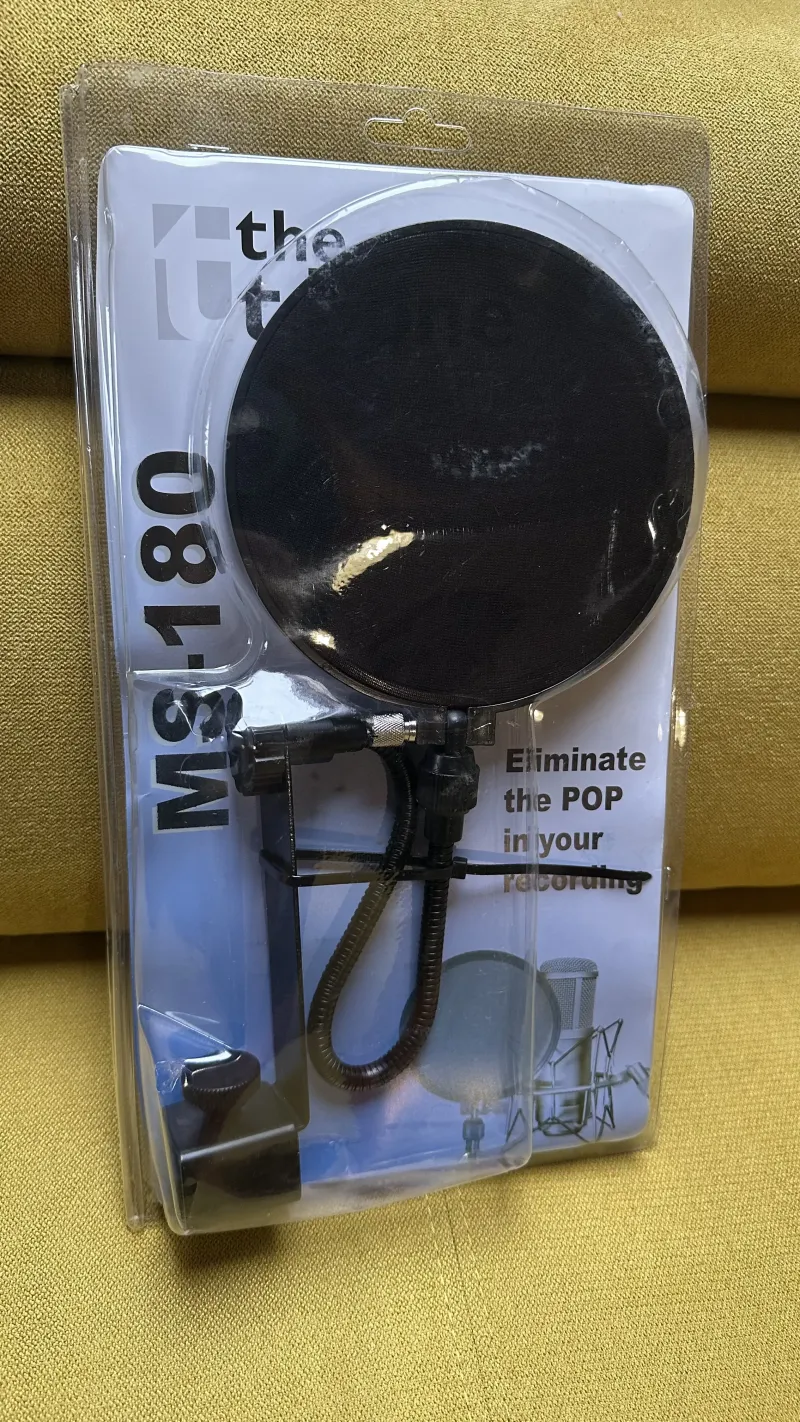 the
MS-180
Eliminate
the POP
in your
recording